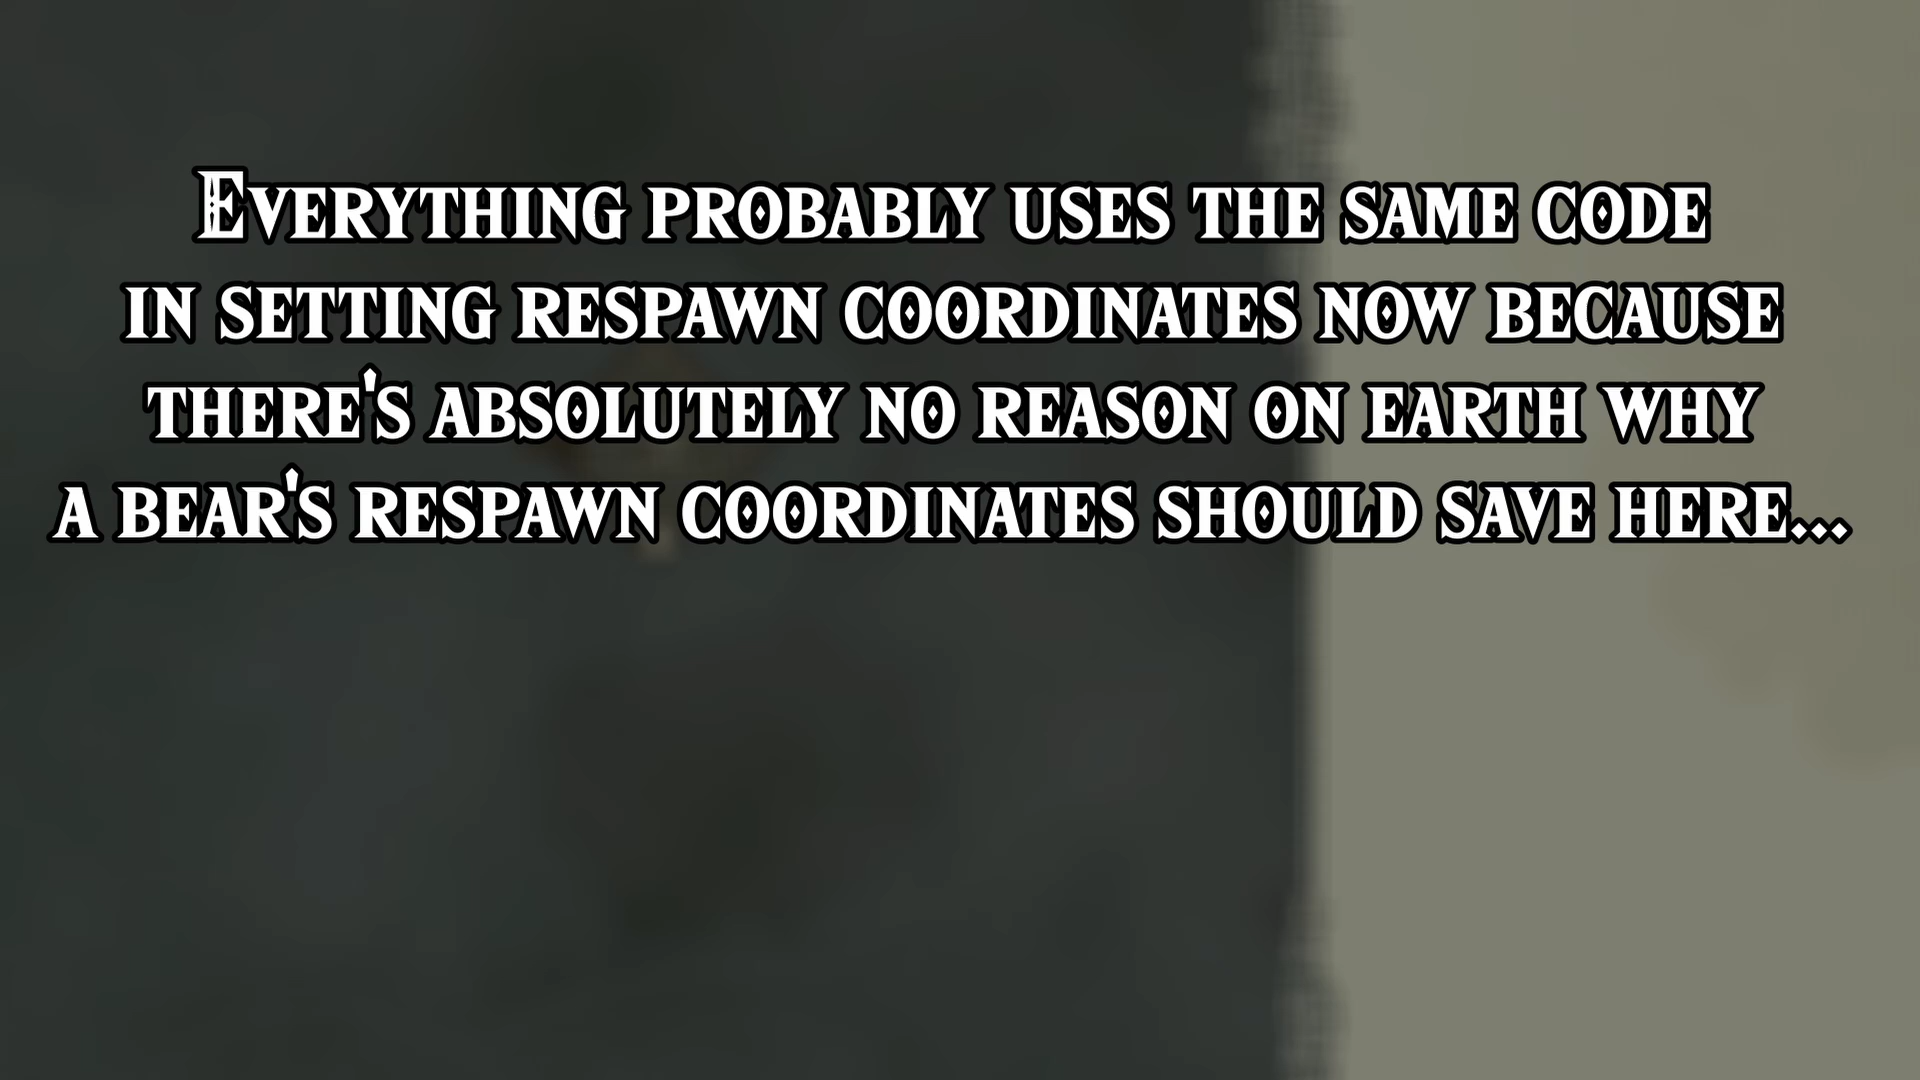 Everything probably uses the same code
in setting respawn coordinates now because
there's absolutely no reason on earth why
a bear's respawn coordinates should save here...